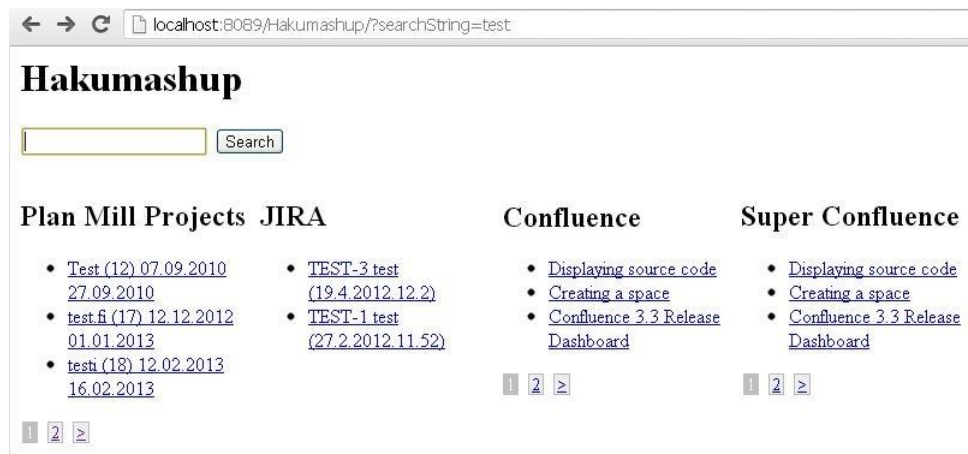 localhost:8089/Hakumashup/?searchString=test
Hakumashup
Search
Plan Mill Projects
Test (12) 07.09.2010
27.09.2010
test.fi (17) 12.12.2012
01.01.2013
testi (18) 12.02.2013
16.02.2013
1 2 >
JIRA
TEST-3 test
(19.4.2012.12.2)
TEST-1 test
(27.2.2012.11.52)
Confluence
Displaying source code
Creating a space
Confluence 3.3 Release
Dashboard
1 2 >
Super Confluence
Displaying source code
Creating a space
Confluence 3.3 Release
Dashboard
1 2 >